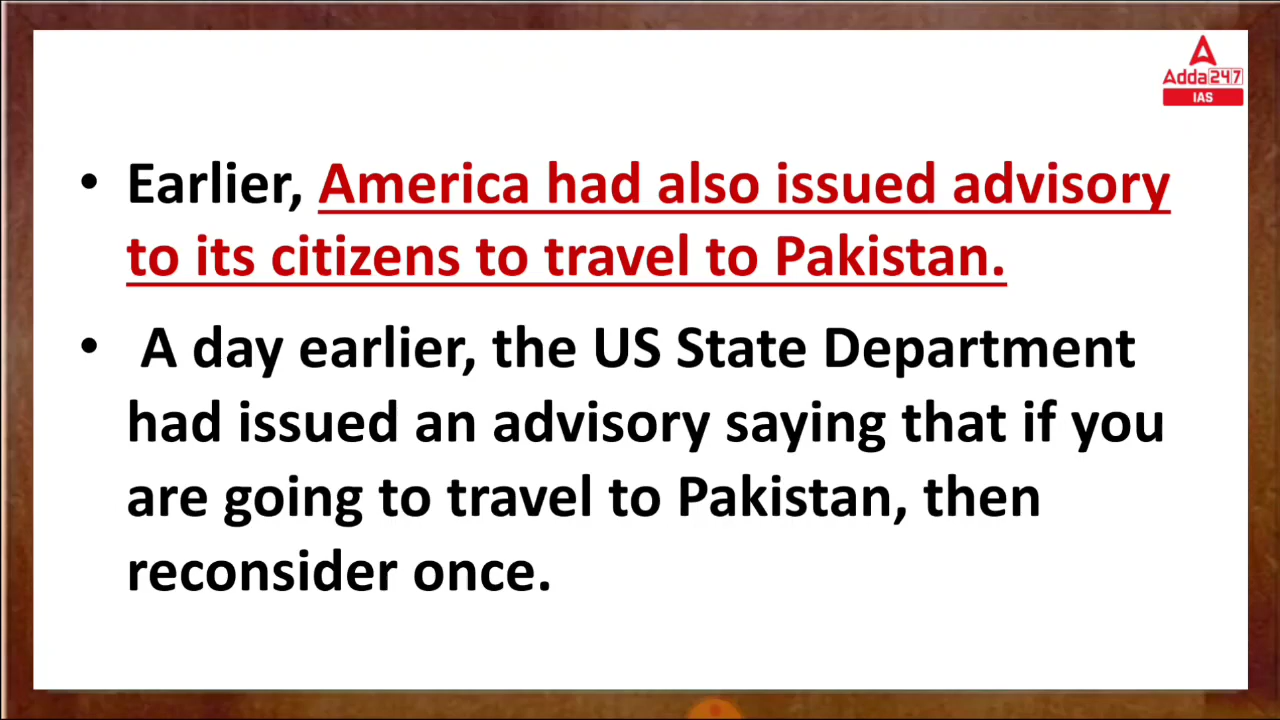 Adda247
IAS
• Earlier, America had also issued advisory
to its citizens to travel to Pakistan.
• A day earlier, the US State Department
had issued an advisory saying that if you
are going to travel to Pakistan, then
reconsider once.